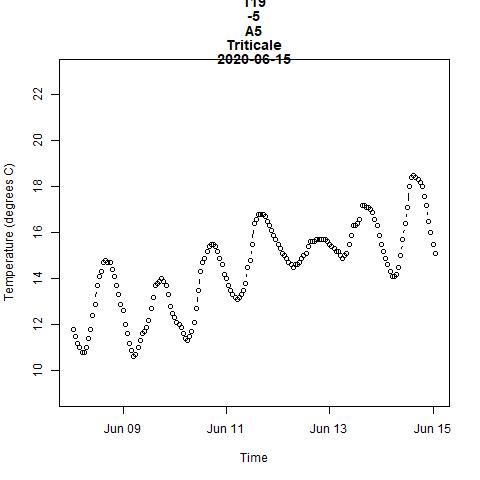 T19
-5
A5
Triticale
2020-06-15
Temperature (degrees C)
22
20
18
16
14
12
10
Jun 09
Jun 11
Jun 13
Jun 15
Time